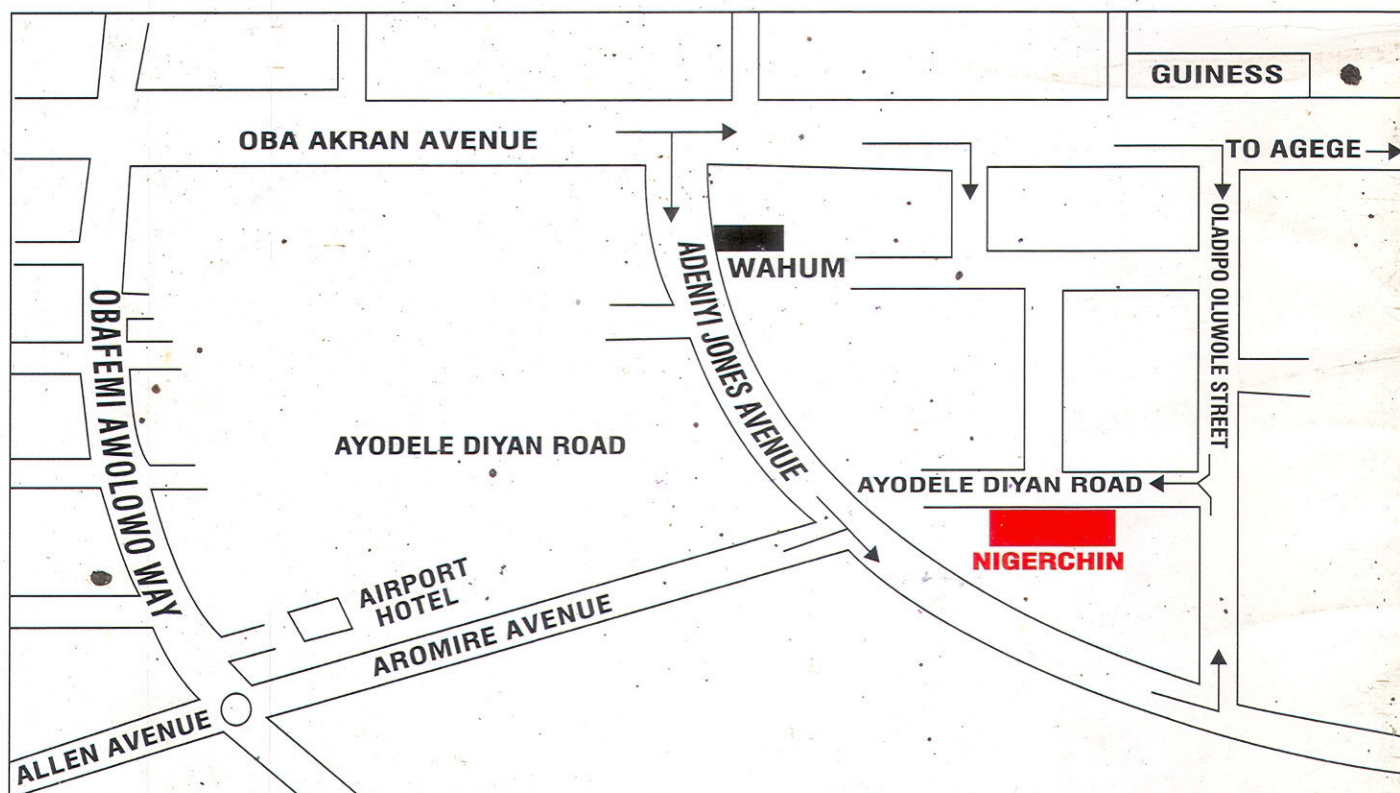 GUINESS
OBA AKRAN AVENUE
TO AGEGE
OLADIPO OLUWOLE STREET
WAHUM
ADENIYI JONES AVENUE
OBAFEMI AWOLOWO WAY
AYODELE DIYAN ROAD
AYODELE DIYAN ROAD
NIGERCHIN
AIRPORT
HOTEL
AROMIRE AVENUE
ALLEN AVENUE